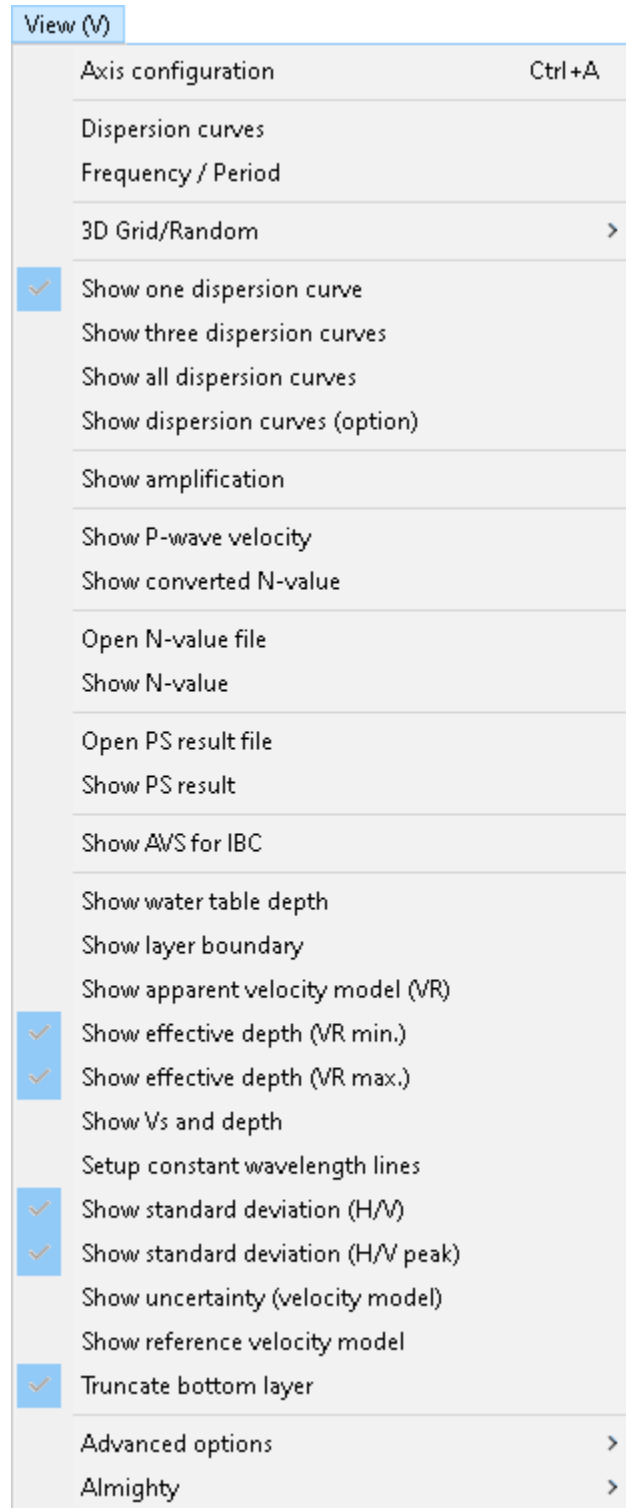 View (V)
Axis configuration Ctrl+A
Dispersion curves
Frequency / Period
3D Grid/Random
Show one dispersion curve
Show three dispersion curves
Show all dispersion curves
Show dispersion curves (option)
Show amplification
Show P-wave velocity
Show converted N-value
Open N-value file
Show N-value
Open PS result file
Show PS result
Show AVS for IBC
Show water table depth
Show layer boundary
Show apparent velocity model (VR)
Show effective depth (VR min.)
Show effective depth (VR max.)
Show Vs and depth
Setup constant wavelength lines
Show standard deviation (H/V)
Show standard deviation (H/V peak)
Show uncertainty (velocity model)
Show reference velocity model
Truncate bottom layer
Advanced options
Almighty